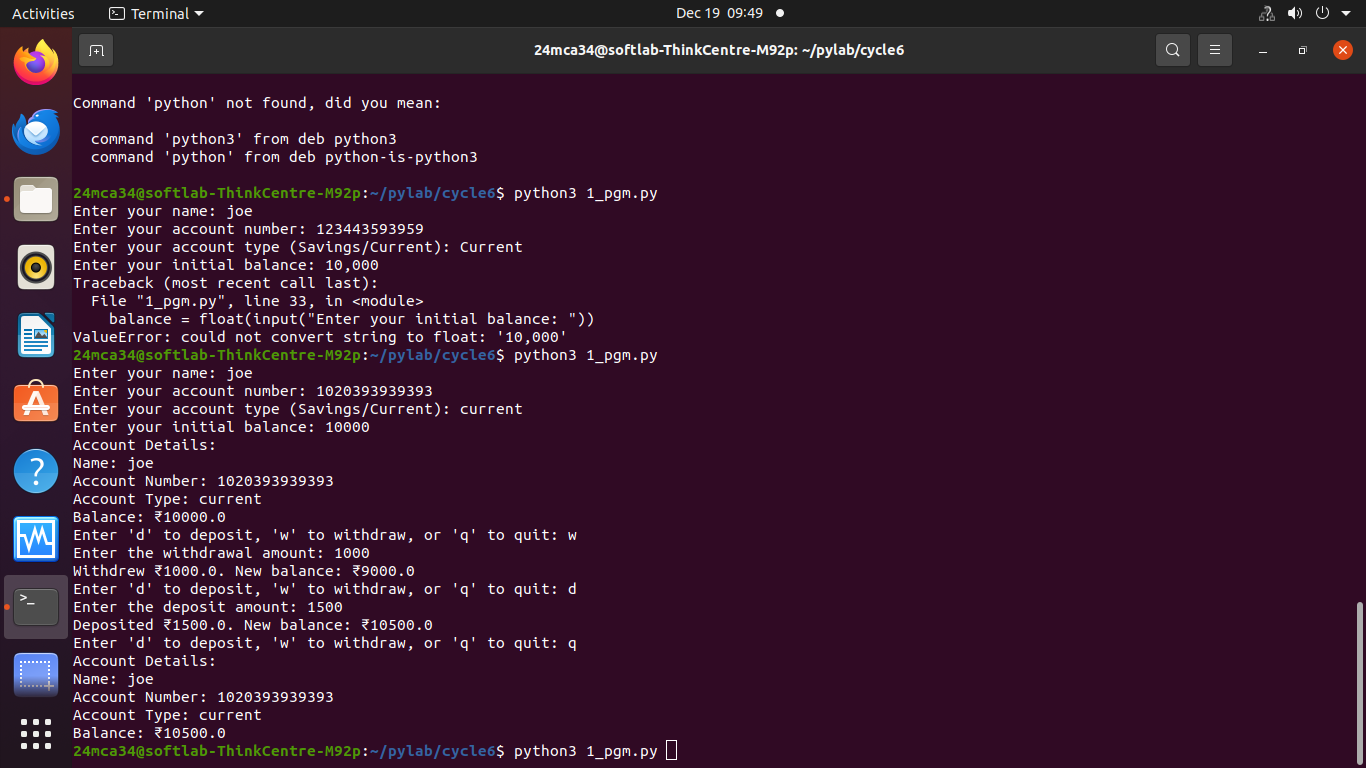 Activities
Terminal
Dec 19 09:49
24mca34@softlab-ThinkCentre-M92p: ~/pylab/cycle6
Command 'python' not found, did you mean:
  command 'python3' from deb python3
  command 'python' from deb python-is-python3
24mca34@softlab-ThinkCentre-M92p:~/pylab/cycle6$ python3 1_pgm.py
Enter your name: joe
Enter your account number: 123443593959
Enter your account type (Savings/Current): Current
Enter your initial balance: 10,000
Traceback (most recent call last):
  File "1_pgm.py", line 33, in <module>
    balance = float(input("Enter your initial balance: "))
ValueError: could not convert string to float: '10,000'
24mca34@softlab-ThinkCentre-M92p:~/pylab/cycle6$ python3 1_pgm.py
Enter your name: joe
Enter your account number: 1020393939393
Enter your account type (Savings/Current): current
Enter your initial balance: 10000
Account Details:
Name: joe
Account Number: 1020393939393
Account Type: current
Balance: ₹10000.0
Enter 'd' to deposit, 'w' to withdraw, or 'q' to quit: w
Enter the withdrawal amount: 1000
Withdrew ₹1000.0. New balance: ₹9000.0
Enter 'd' to deposit, 'w' to withdraw, or 'q' to quit: d
Enter the deposit amount: 1500
Deposited ₹1500.0. New balance: ₹10500.0
Enter 'd' to deposit, 'w' to withdraw, or 'q' to quit: q
Account Details:
Name: joe
Account Number: 1020393939393
Account Type: current
Balance: ₹10500.0
24mca34@softlab-ThinkCentre-M92p:~/pylab/cycle6$ python3 1_pgm.py